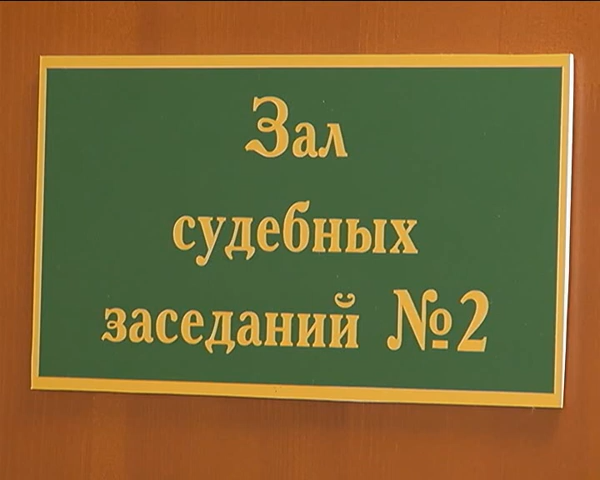 Зал
судебных
заседаний №2